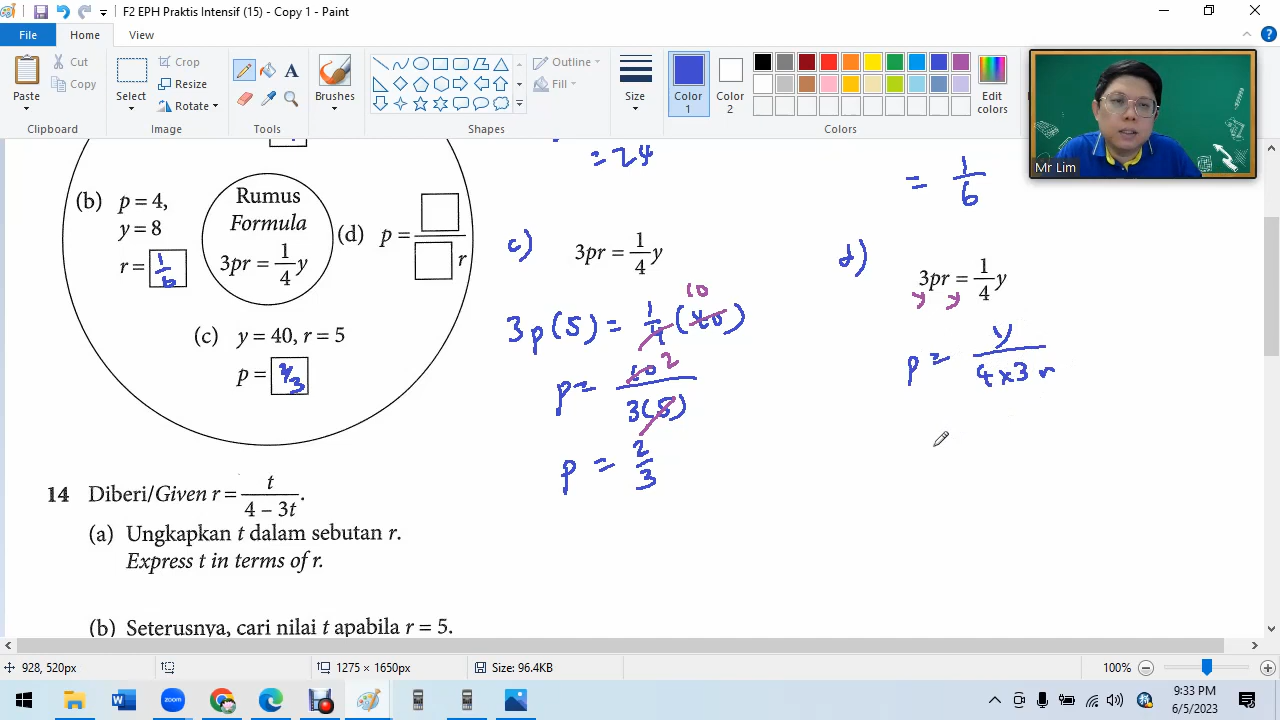 F2 EPH Praktis Intensif (15) - Copy 1 - Paint
File Home View
Paste
Cut
Copy
Clipboard
Select
Crop
Resize
Rotate
Image
Tools
Brushes
Shapes
Outline
Fill
Size
Color 1
Color 2
Edit colors
Colors
Mr Lim
(b) p = 4,
y = 8
r = 1/6
Rumus
Formula
3pr = 1/4 y
(d) p = □/□ r
(c) y = 40, r = 5
p = 2/3
= 24
= 1/6
c) 3pr = 1/4 y
3p(5) = 1/4 (40) 10
p = 10 2 / 3(5)
p = 2/3
d) 3pr = 1/4 y
p = y / 4 x 3 r
14 Diberi/Given r = t / 4 – 3t.
(a) Ungkapkan t dalam sebutan r.
Express t in terms of r.
(b) Seterusnya, cari nilai t apabila r = 5.
928, 520px
1275 × 1650px
Size: 96.4KB
100%
zoom
9:33 PM
6/5/2023